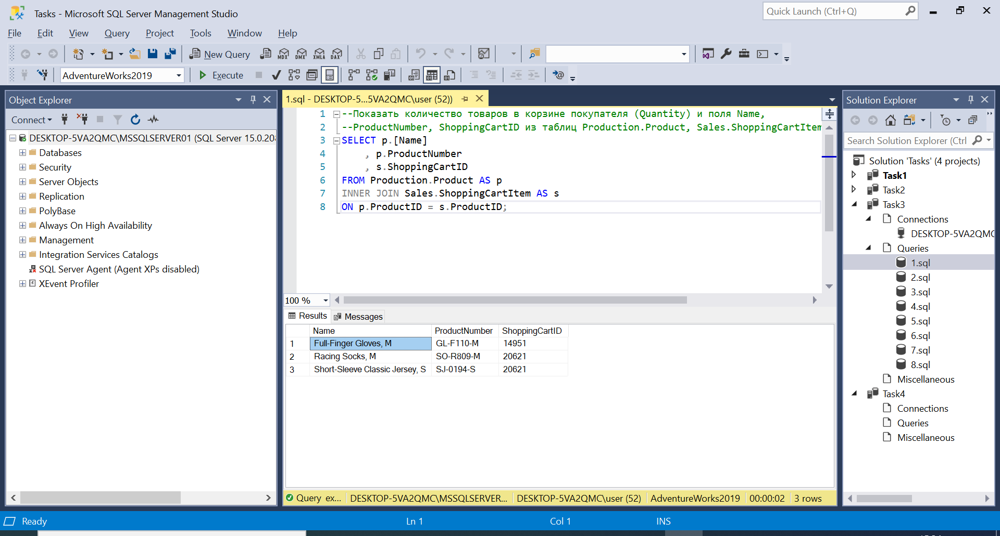 Tasks - Microsoft SQL Server Management Studio
Quick Launch (Ctrl+Q)
File Edit View Query Project Tools Window Help
New Query MDX DMX XMLA DAX
AdventureWorks2019 Execute
Object Explorer
Connect
DESKTOP-5VA2QMC\MSSQLSERVER01 (SQL Server 15.0.208
Databases
Security
Server Objects
Replication
PolyBase
Always On High Availability
Management
Integration Services Catalogs
SQL Server Agent (Agent XPs disabled)
XEvent Profiler
1.sql - DESKTOP-5...5VA2QMC\user (52))
1 --Показать количество товаров в корзине покупателя (Quantity) и поля Name,
2 --ProductNumber, ShoppingCartID из таблиц Production.Product, Sales.ShoppingCartItem
3 SELECT p.[Name]
4 , p.ProductNumber
5 , s.ShoppingCartID
6 FROM Production.Product AS p
7 INNER JOIN Sales.ShoppingCartItem AS s
8 ON p.ProductID = s.ProductID;
100 %
Results Messages
Name ProductNumber ShoppingCartID
1 Full-Finger Gloves, M GL-F110-M 14951
2 Racing Socks, M SO-R809-M 20621
3 Short-Sleeve Classic Jersey, S SJ-0194-S 20621
Query ex... DESKTOP-5VA2QMC\MSSQLSERVER... DESKTOP-5VA2QMC\user (52) AdventureWorks2019 00:00:02 3 rows
Solution Explorer
Search Solution Explorer (Ctrl
Solution 'Tasks' (4 projects)
Task1
Task2
Task3
Connections
DESKTOP-5VA2QMC
Queries
1.sql
2.sql
3.sql
4.sql
5.sql
6.sql
7.sql
8.sql
Miscellaneous
Task4
Connections
Queries
Miscellaneous
Ready Ln 1 Col 1 INS